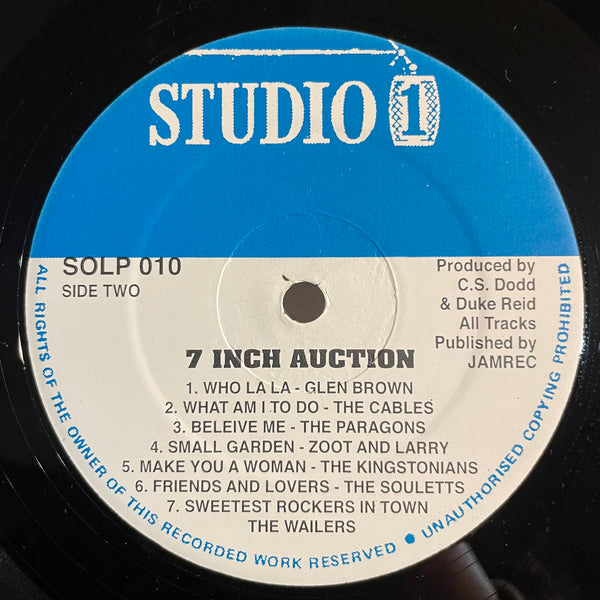 STUDIO 1
SOLP 010
SIDE TWO
Produced by
C.S. Dodd
& Duke Reid
All Tracks
Published by
JAMREC
7 INCH AUCTION
1. WHO LA LA - GLEN BROWN
2. WHAT AM I TO DO - THE CABLES
3. BELEIVE ME - THE PARAGONS
4. SMALL GARDEN - ZOOT AND LARRY
5. MAKE YOU A WOMAN - THE KINGSTONIANS
6. FRIENDS AND LOVERS - THE SOULETTS
7. SWEETEST ROCKERS IN TOWN
THE WAILERS
ALL RIGHTS OF THE OWNER OF THIS RECORDED WORK RESERVED • UNAUTHORISED COPYING PROHIBITED